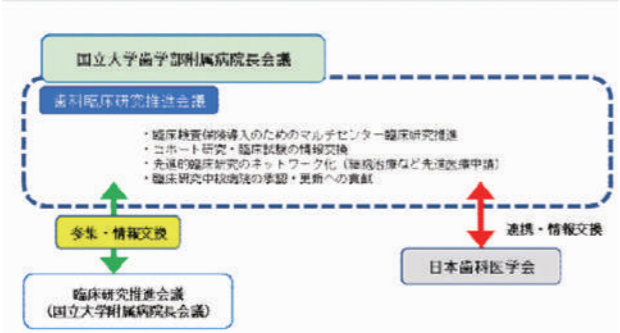 国立大学歯学部附属病院長会議
歯科臨床研究推進会議
・臨床検査保険導入のためのマルチセンター臨床研究推進
・コホート研究・臨床試験の情報交換
・先進的臨床研究のネットワーク化（など先進医療申請）
・臨床研究中核病院の承認・更新への貢献
参集・情報交換
連携・情報交換
日本歯科医学会
臨床研究推進会議
（国立大学附属病院長会議）